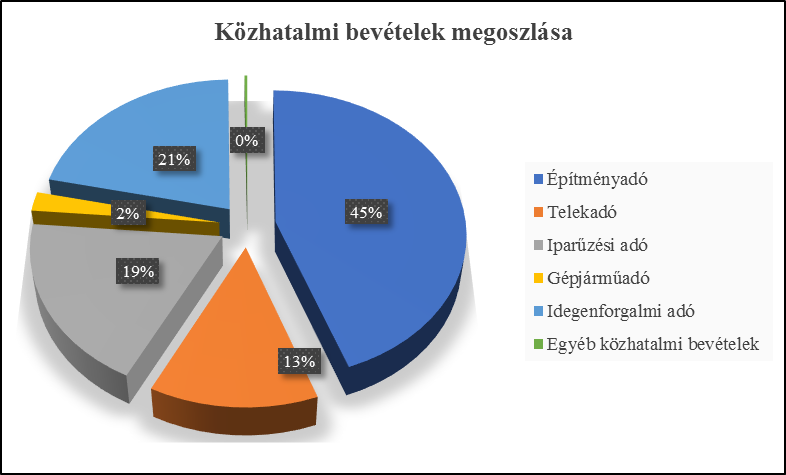 Közhatalmi bevételek megoszlása
0%
21%
45%
2%
19%
13%
Építményadó
Telekadó
Iparűzési adó
Gépjárműadó
Idegenforgalmi adó
Egyéb közhatalmi bevételek